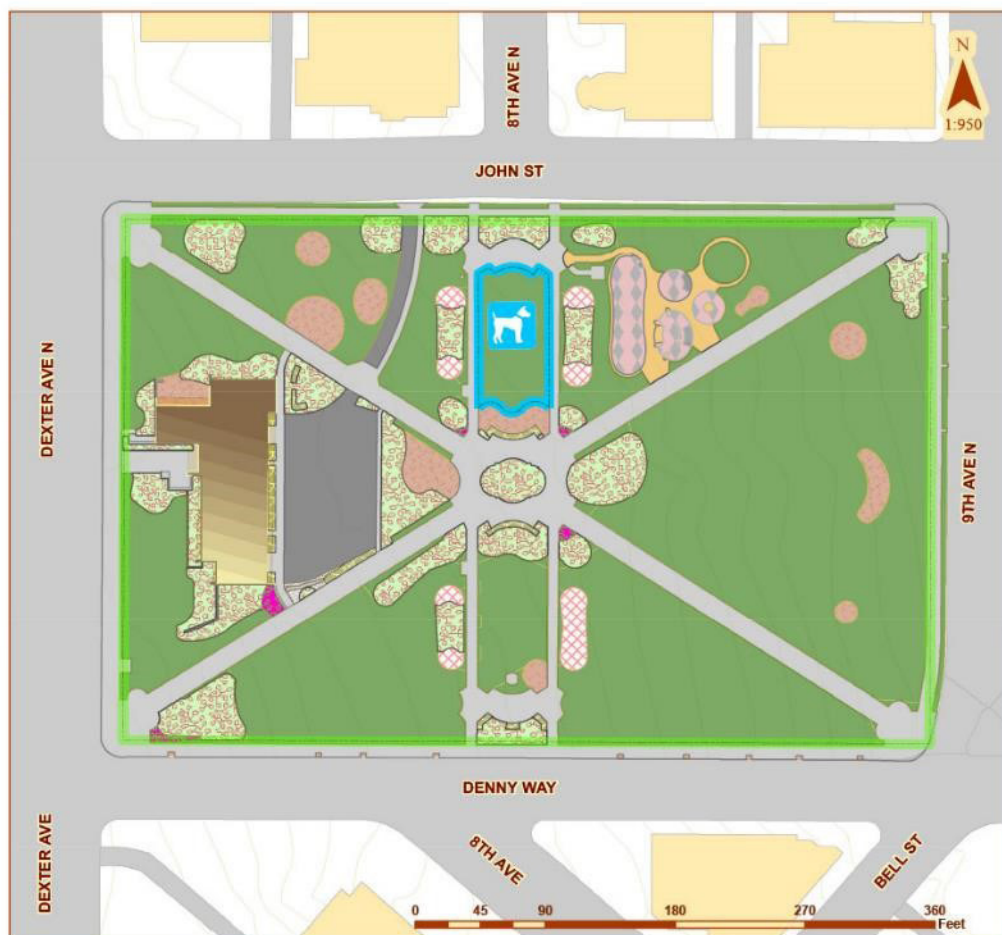 8TH AVE N
N
1:950
JOHN ST
DEXTER AVE N
9TH AVE N
DENNY WAY
DEXTER AVE
8TH AVE
BELL ST
0 45 90 180 270 360
Feet